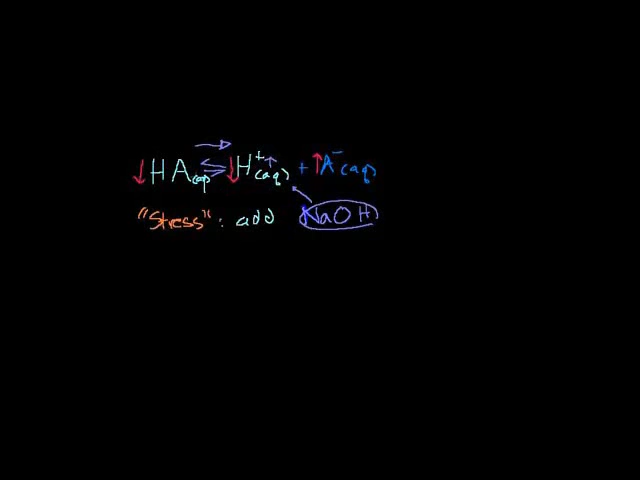 ↓HA(aq) ⇌ ↓H⁺(aq)↑ + ↑A⁻(aq)
"Stress": add NaOH